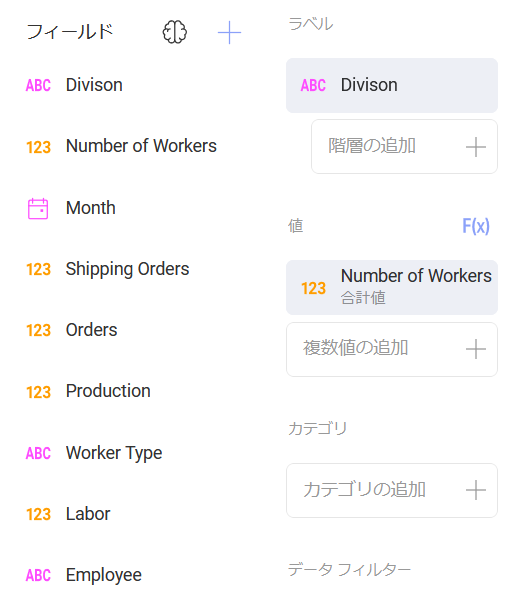 フィールド
ABC Divison
123 Number of Workers
Month
123 Shipping Orders
123 Orders
123 Production
ABC Worker Type
123 Labor
ABC Employee
ラベル
ABC Divison
階層の追加
値 F(x)
123 Number of Workers
合計値
複数値の追加
カテゴリ
カテゴリの追加
データ フィルター